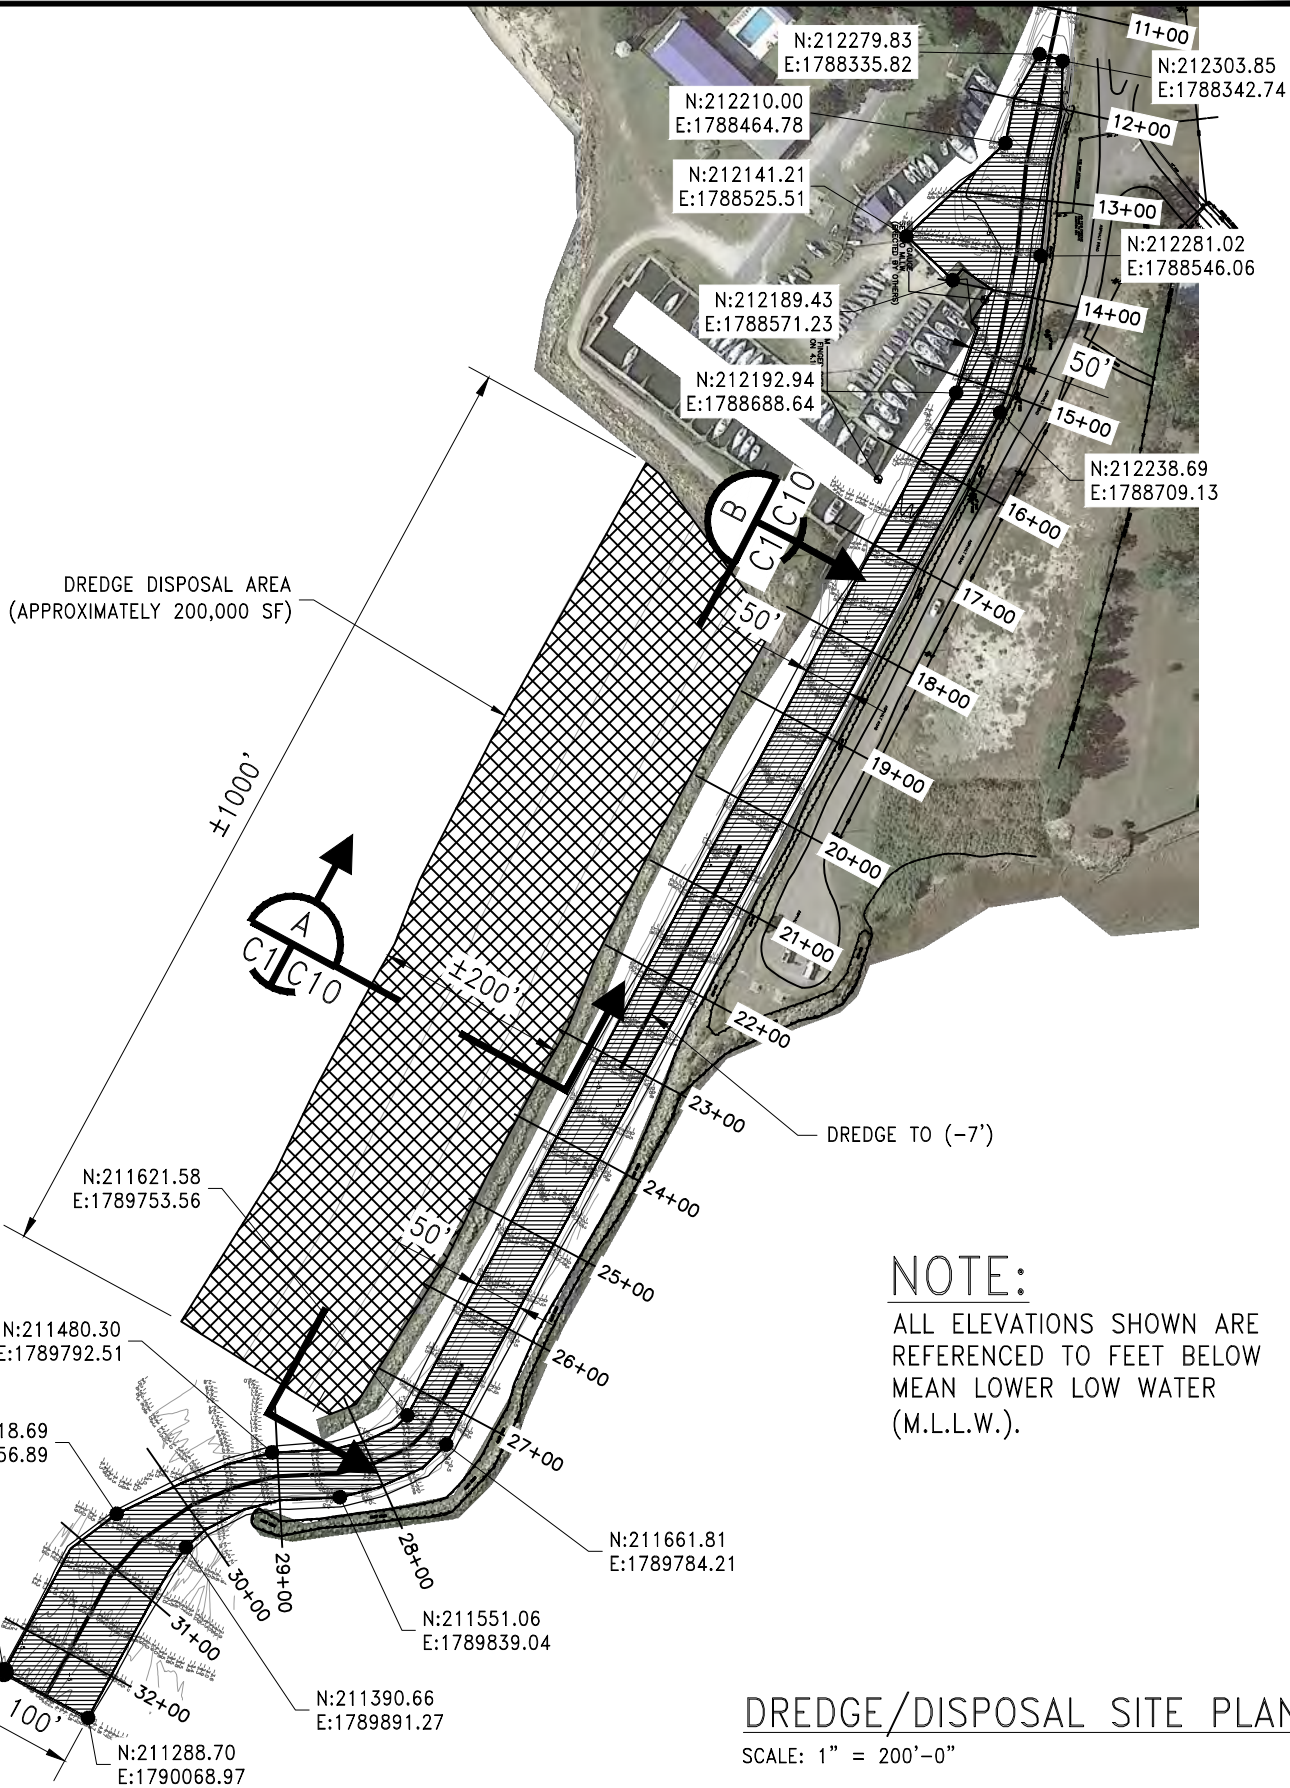 11+00
N:212279.83
E:1788335.82
N:212303.85
E:1788342.74
N:212210.00
E:1788464.78
12+00
N:212141.21
E:1788525.51
13+00
N:212281.02
E:1788546.06
N:212189.43
E:1788571.23
14+00
50'
N:212192.94
E:1788688.64
15+00
N:212238.69
E:1788709.13
16+00
B
C1
C10
DREDGE DISPOSAL AREA
(APPROXIMATELY 200,000 SF)
17+00
50'
18+00
19+00
±1000'
20+00
A
C1
C10
21+00
±200'
22+00
23+00
DREDGE TO (-7')
N:211621.58
E:1789753.56
24+00
50'
25+00
NOTE:
ALL ELEVATIONS SHOWN ARE
REFERENCED TO FEET BELOW
MEAN LOWER LOW WATER
(M.L.L.W.).
N:211480.30
E:1789792.51
26+00
18.69
56.89
27+00
N:211661.81
E:1789784.21
28+00
29+00
30+00
N:211551.06
E:1789839.04
31+00
32+00
N:211390.66
E:1789891.27
100'
N:211288.70
E:1790068.97
DREDGE/DISPOSAL SITE PLAN
SCALE: 1" = 200'-0"